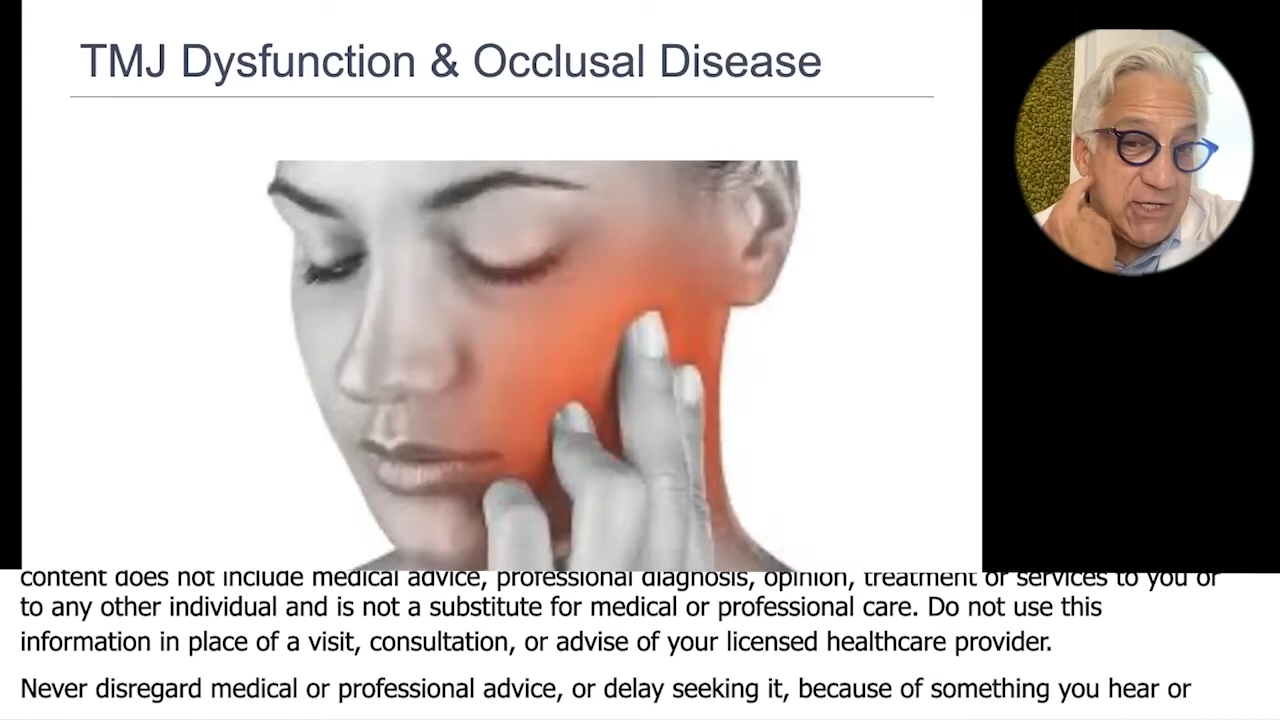 TMJ Dysfunction & Occlusal Disease
content does not include medical advice, professional diagnosis, opinion, treatment or services to you or
to any other individual and is not a substitute for medical or professional care. Do not use this
information in place of a visit, consultation, or advise of your licensed healthcare provider.
Never disregard medical or professional advice, or delay seeking it, because of something you hear or